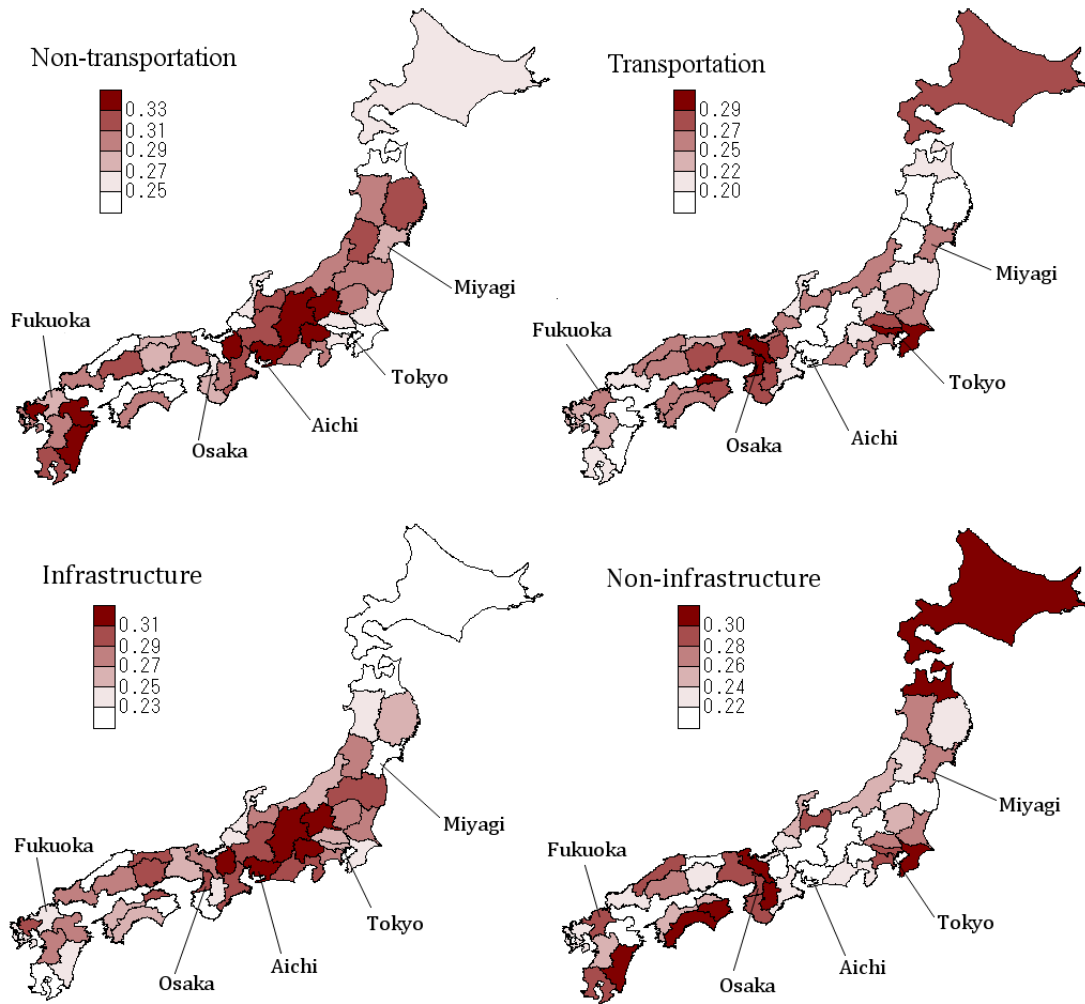 Non-transportation
0.33
0.31
0.29
0.27
0.25
Miyagi
Fukuoka
Tokyo
Aichi
Osaka
Transportation
0.29
0.27
0.25
0.22
0.20
Miyagi
Fukuoka
Tokyo
Aichi
Osaka
Infrastructure
0.31
0.29
0.27
0.25
0.23
Miyagi
Fukuoka
Tokyo
Aichi
Osaka
Non-infrastructure
0.30
0.28
0.26
0.24
0.22
Miyagi
Fukuoka
Tokyo
Aichi
Osaka